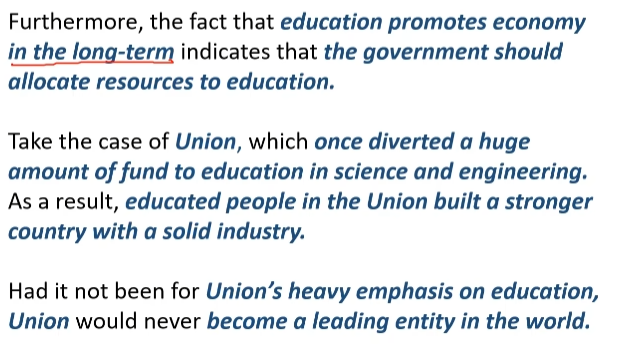 Furthermore, the fact that education promotes economy
in the long-term indicates that the government should
allocate resources to education.
Take the case of Union, which once diverted a huge
amount of fund to education in science and engineering.
As a result, educated people in the Union built a stronger
country with a solid industry.
Had it not been for Union's heavy emphasis on education,
Union would never become a leading entity in the world.